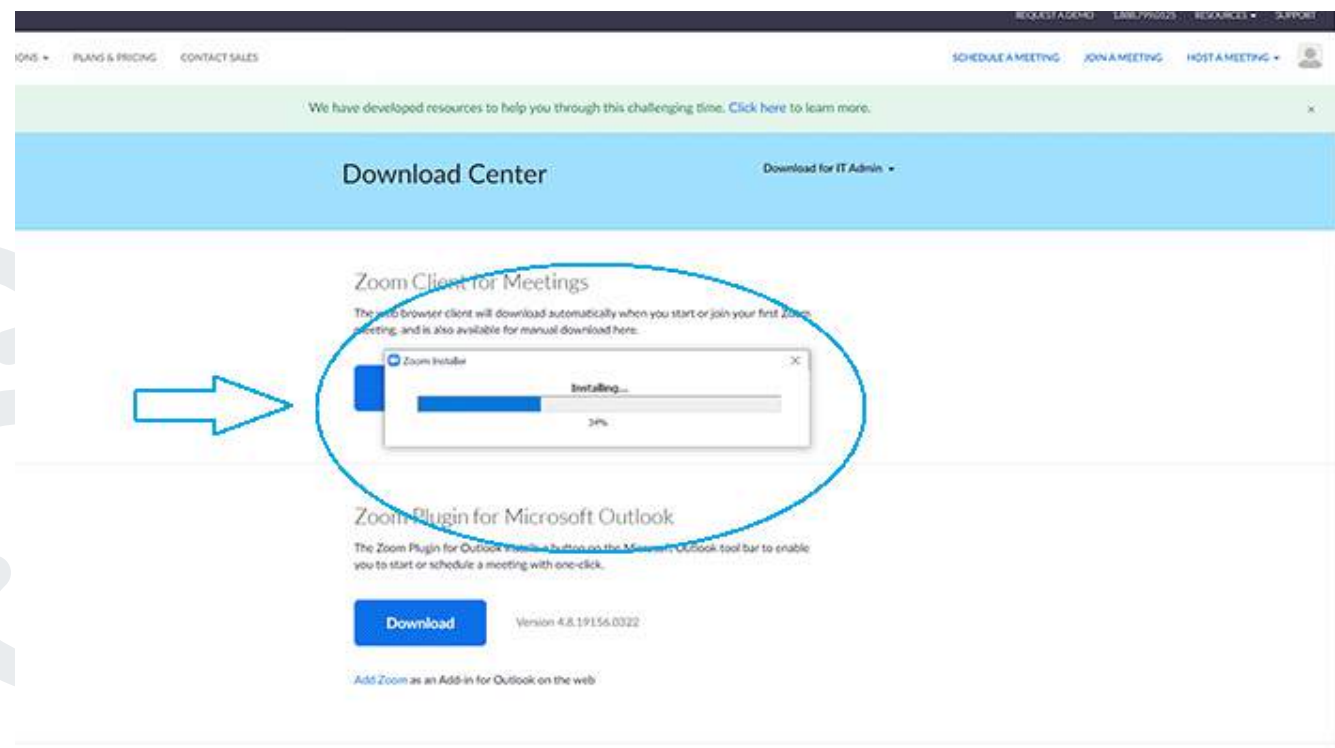 REQUEST A DEMO 1.888.799.0125 RESOURCES SUPPORT
IONS PLANS & PRICING CONTACT SALES SCHEDULE A MEETING JOIN A MEETING HOST A MEETING
We have developed resources to help you through this challenging time. Click here to learn more.
Download Center Download for IT Admin
Zoom Client for Meetings
The web browser client will download automatically when you start or join your first Zoom
meeting, and is also available for manual download here.
Zoom Installer
Installing...
34%
Zoom Plugin for Microsoft Outlook
The Zoom Plugin for Outlook installs a button on the Microsoft Outlook tool bar to enable
you to start or schedule a meeting with one-click.
Download Version 4.8.19156.0322
Add Zoom as an Add-in for Outlook on the web